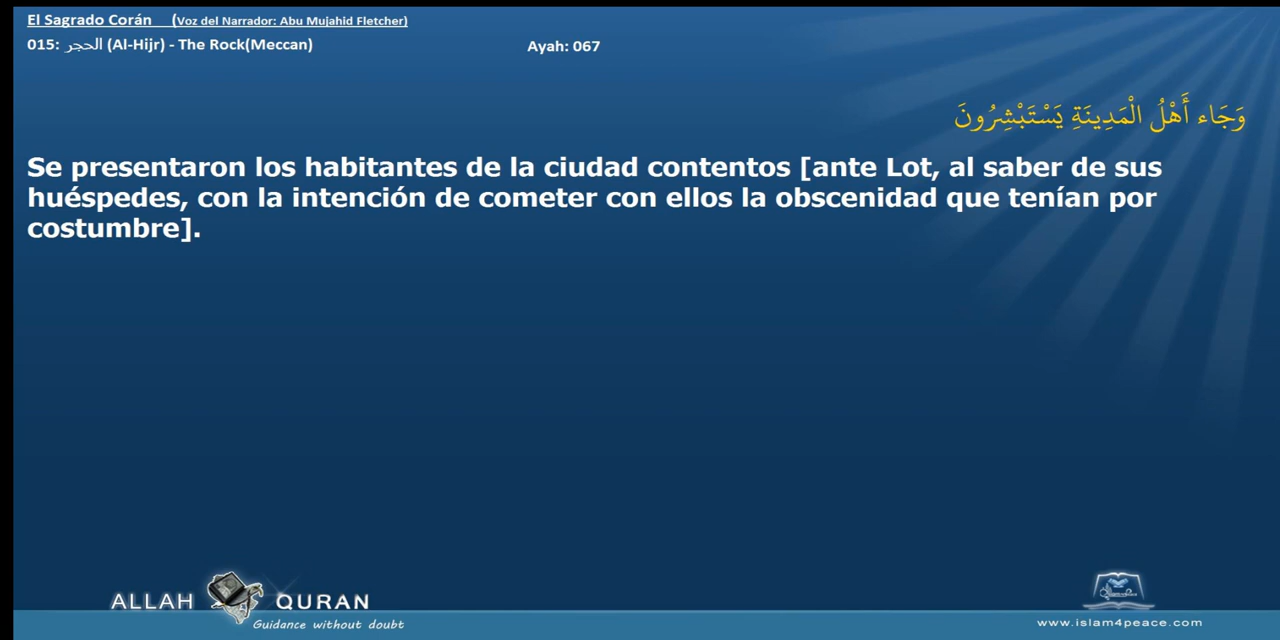 El Sagrado Corán (Voz del Narrador: Abu Mujahid Fletcher)
015: الحجر (Al-Hijr) - The Rock(Meccan) Ayah: 067
وَجَاء أَهْلُ الْمَدِينَةِ يَسْتَبْشِرُونَ
Se presentaron los habitantes de la ciudad contentos [ante Lot, al saber de sus
huéspedes, con la intención de cometer con ellos la obscenidad que tenían por
costumbre].
ALLAH QURAN
Guidance without doubt
www.islam4peace.com